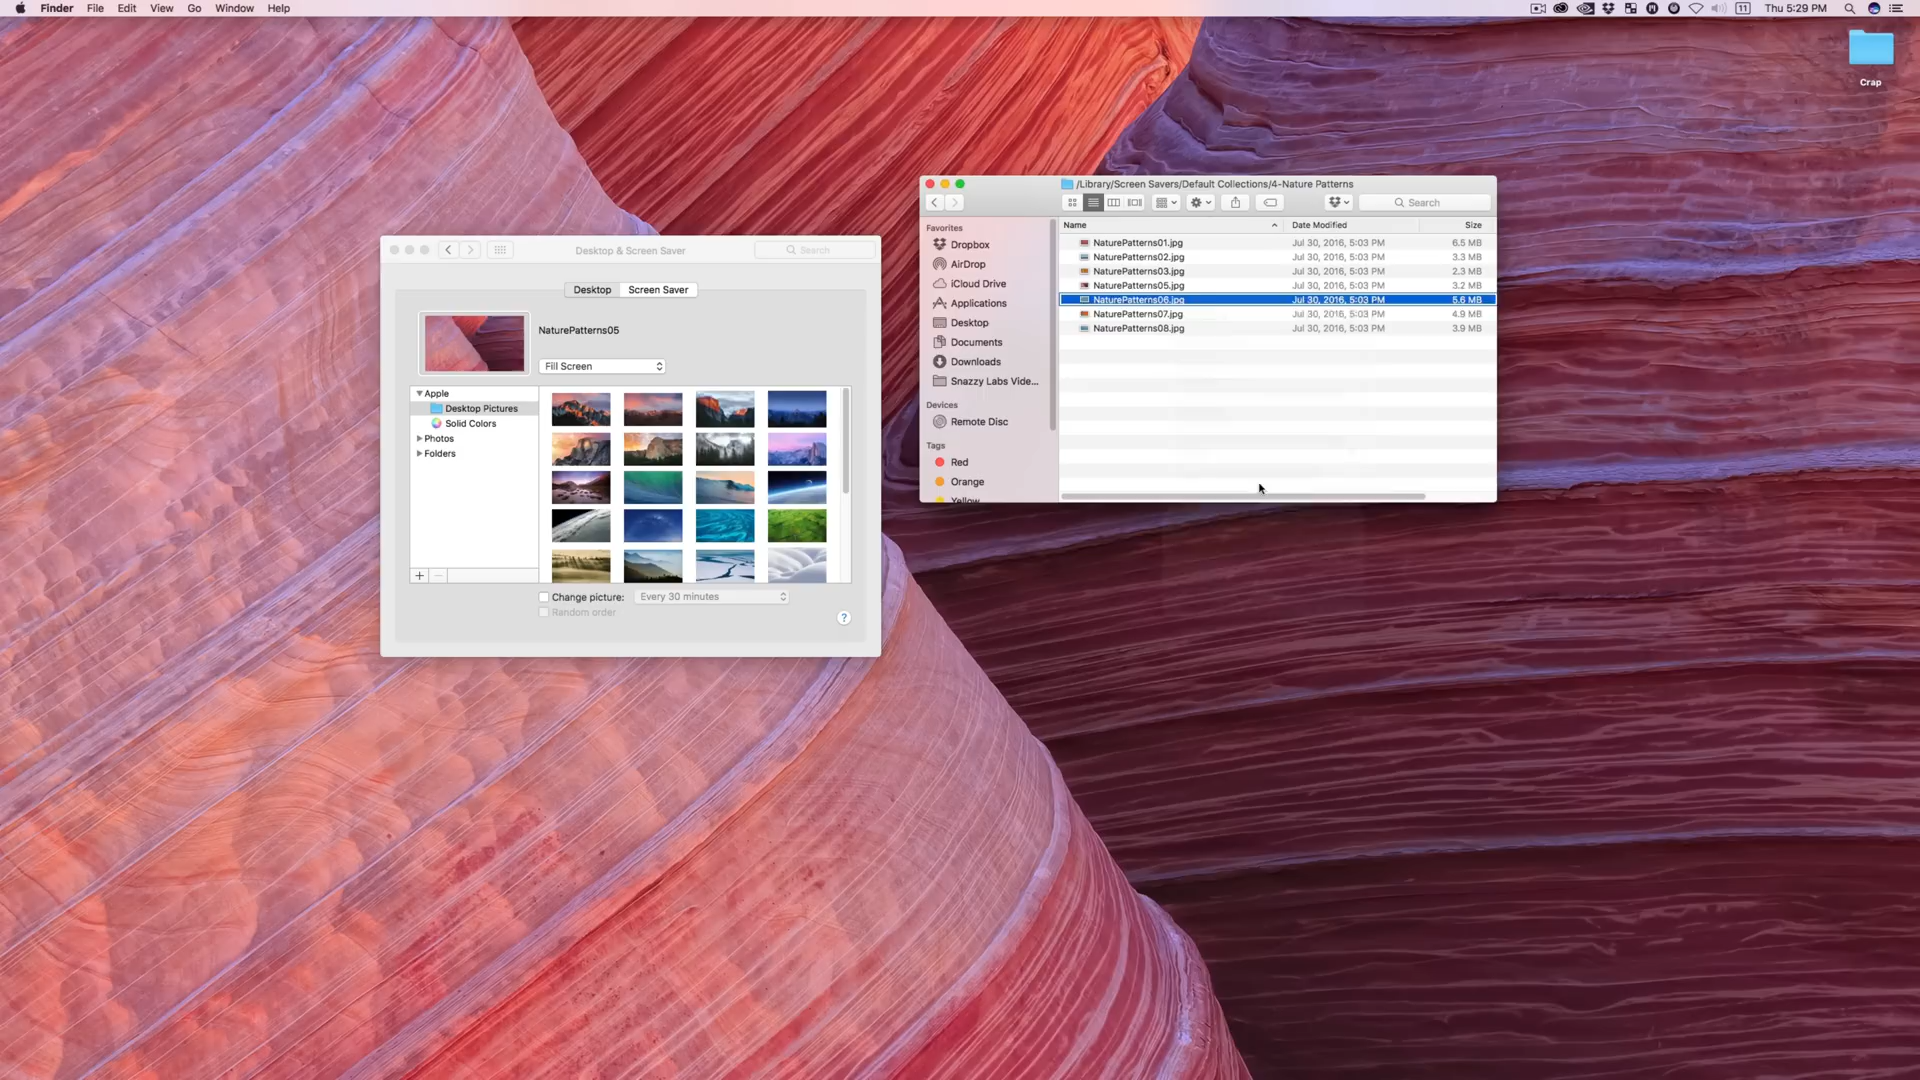 Finder File Edit View Go Window Help
11 Thu 5:29 PM
Crap
/Library/Screen Savers/Default Collections/4-Nature Patterns
Search
Favorites
Dropbox
AirDrop
iCloud Drive
Applications
Desktop
Documents
Downloads
Snazzy Labs Vide...
Devices
Remote Disc
Tags
Red
Orange
Yellow
Name Date Modified Size
NaturePatterns01.jpg Jul 30, 2016, 5:03 PM 6.5 MB
NaturePatterns02.jpg Jul 30, 2016, 5:03 PM 3.3 MB
NaturePatterns03.jpg Jul 30, 2016, 5:03 PM 2.3 MB
NaturePatterns05.jpg Jul 30, 2016, 5:03 PM 3.2 MB
NaturePatterns06.jpg Jul 30, 2016, 5:03 PM 5.6 MB
NaturePatterns07.jpg Jul 30, 2016, 5:03 PM 4.9 MB
NaturePatterns08.jpg Jul 30, 2016, 5:03 PM 3.9 MB
Desktop & Screen Saver
Search
Desktop Screen Saver
NaturePatterns05
Fill Screen
Apple
Desktop Pictures
Solid Colors
Photos
Folders
+ −
Change picture: Every 30 minutes
Random order
?